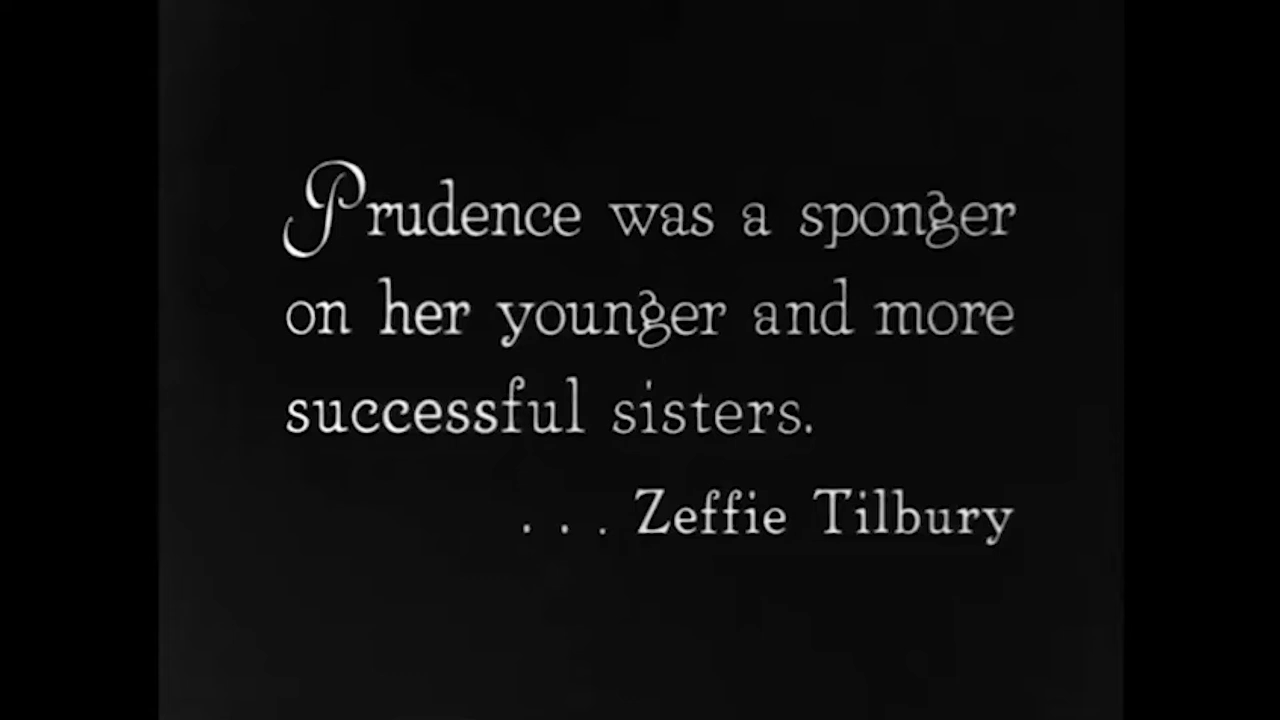 Prudence was a sponger
on her younger and more
successful sisters.
. . . Zeffie Tilbury